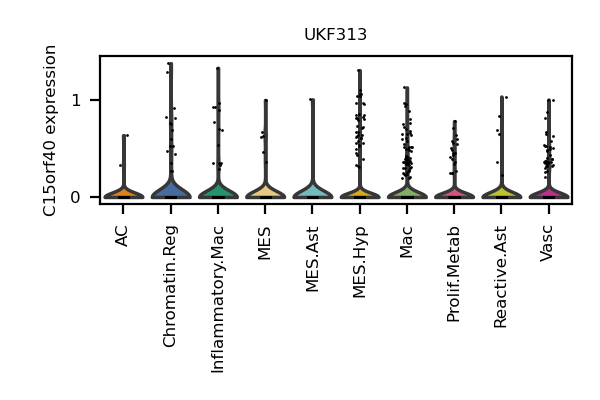 UKF313
C15orf40 expression
1
0
AC
Chromatin.Reg
Inflammatory.Mac
MES
MES.Ast
MES.Hyp
Mac
Prolif.Metab
Reactive.Ast
Vasc